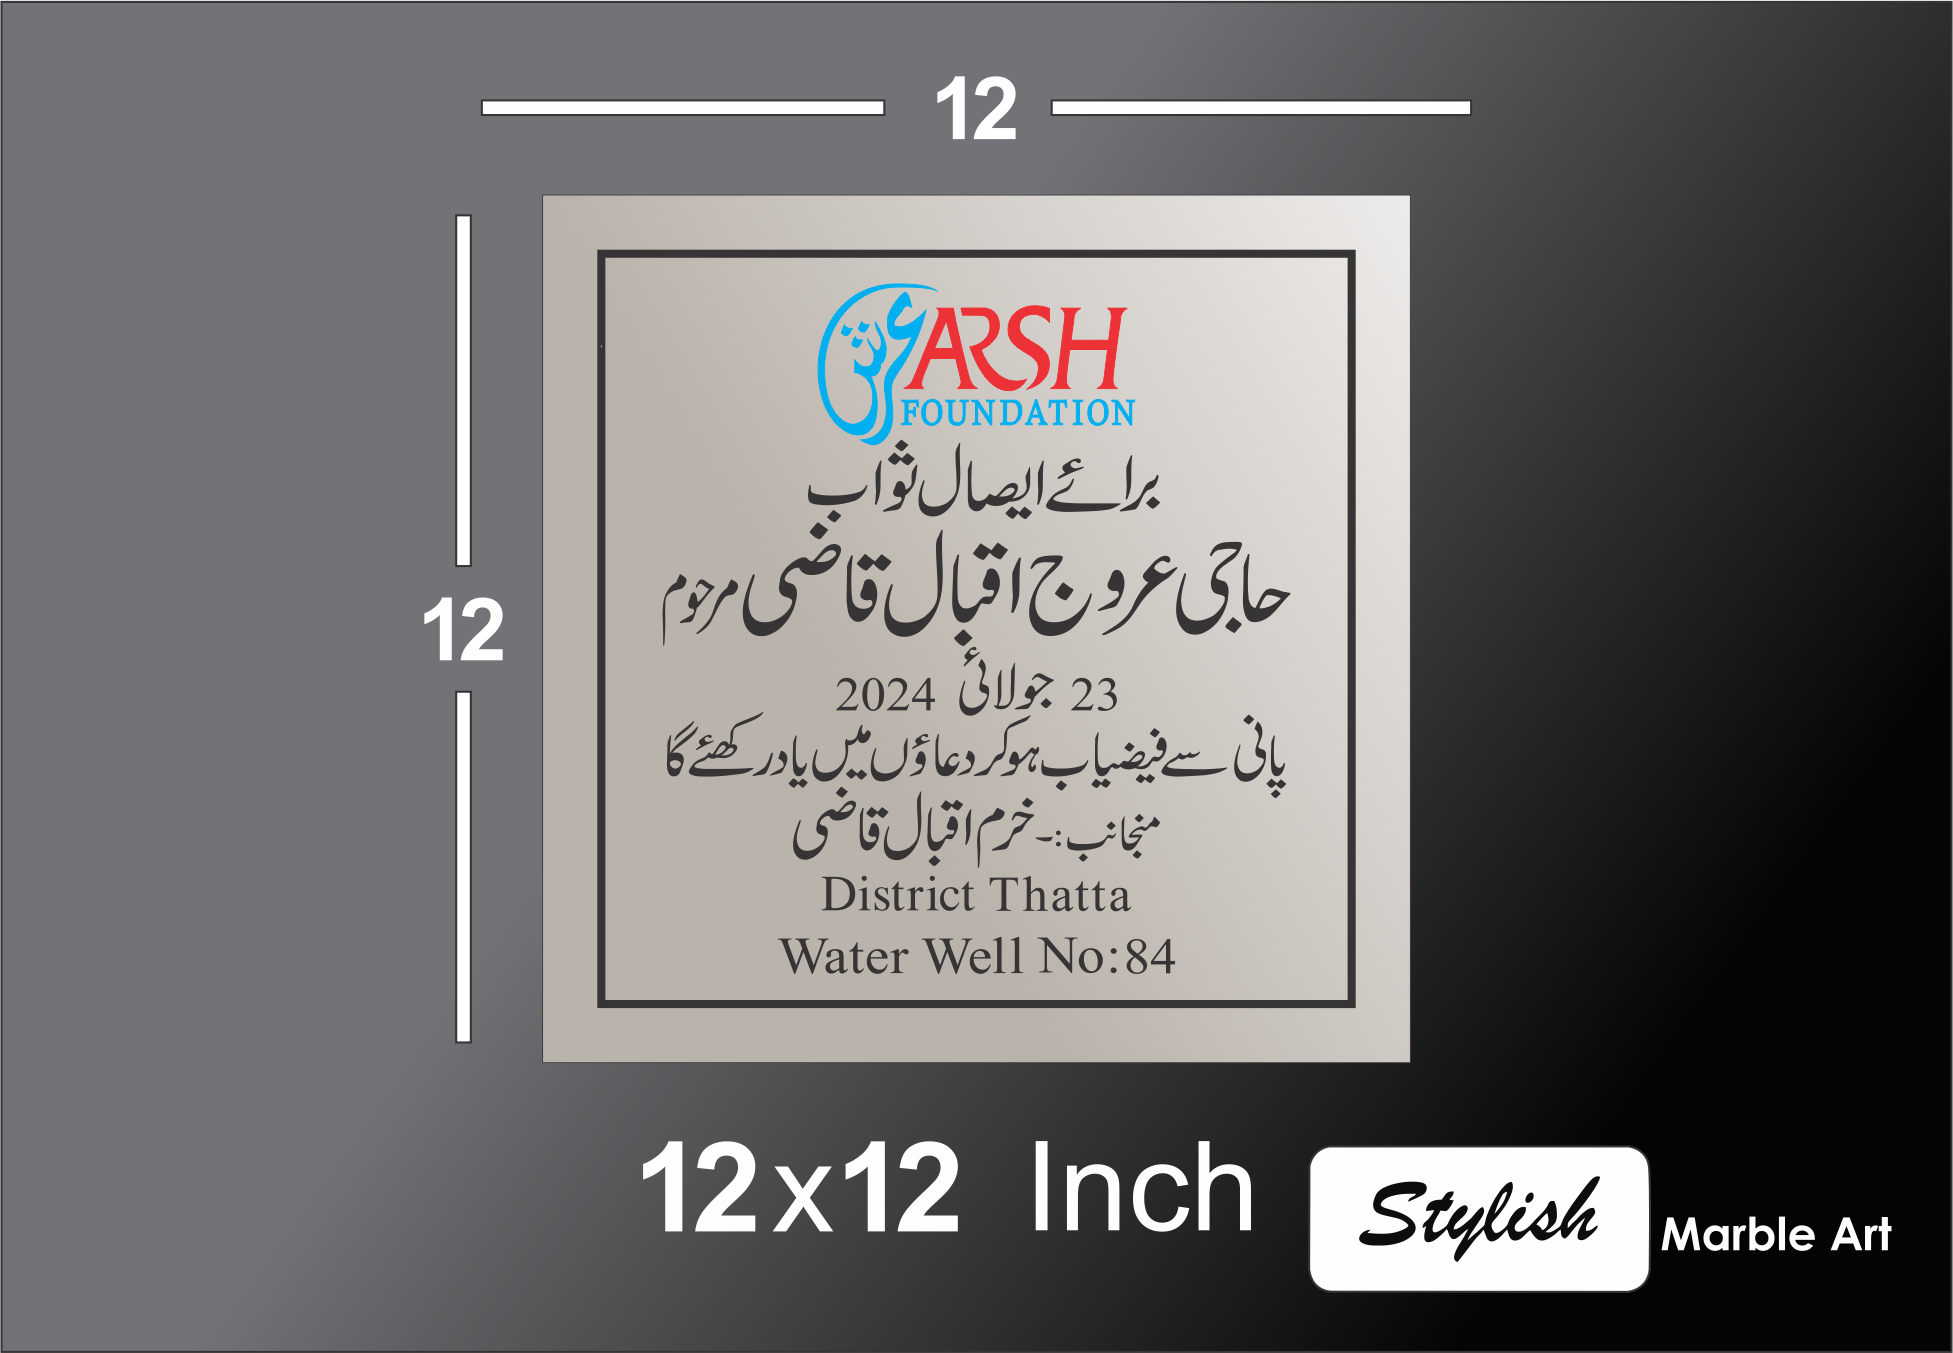 12
عرش ARSH
FOUNDATION
برائے ایصال ثواب
حاجی عروج اقبال قاضی مرحوم
23 جولائی 2024
12
پانی سے فیضیاب ہوکر دعاؤں میں یاد رکھئے گا
منجانب:۔ خرم اقبال قاضی
District Thatta
Water Well No:84
12x12 Inch
Stylish Marble Art